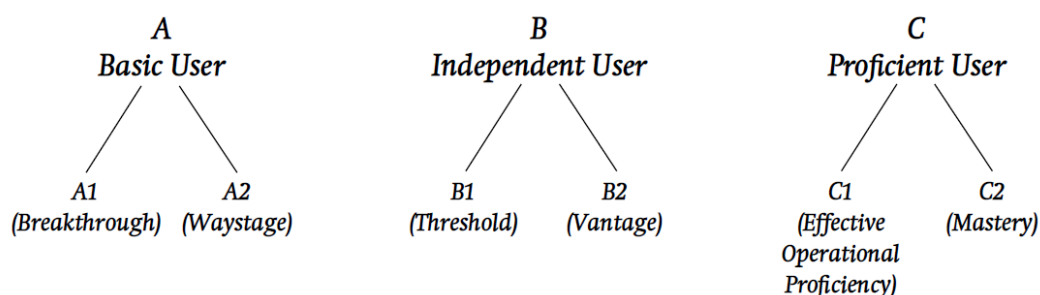 A
Basic User
B
Independent User
C
Proficient User
A1
(Breakthrough)
A2
(Waystage)
B1
(Threshold)
B2
(Vantage)
C1
(Effective
Operational
Proficiency)
C2
(Mastery)